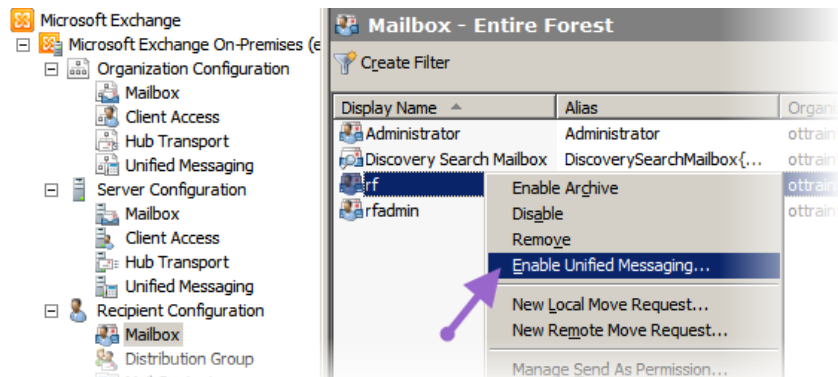 Microsoft Exchange
Microsoft Exchange On-Premises (e
Organization Configuration
Mailbox
Client Access
Hub Transport
Unified Messaging
Server Configuration
Mailbox
Client Access
Hub Transport
Unified Messaging
Recipient Configuration
Mailbox
Distribution Group
Mailbox - Entire Forest
Create Filter
Display Name Alias Organi
Administrator Administrator ottrain
Discovery Search Mailbox DiscoverySearchMailbox{... ottrain
rf ottrain
rfadmin ottrain
Enable Archive
Disable
Remove
Enable Unified Messaging...
New Local Move Request...
New Remote Move Request...
Manage Send As Permission...